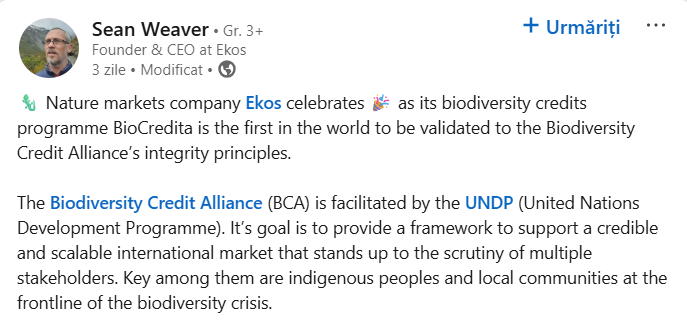 Sean Weaver • Gr. 3+
Founder & CEO at Ekos
3 zile • Modificat •
+ Urmăriți
🦎 Nature markets company Ekos celebrates 🎉 as its biodiversity credits
programme BioCredita is the first in the world to be validated to the Biodiversity
Credit Alliance’s integrity principles.
The Biodiversity Credit Alliance (BCA) is facilitated by the UNDP (United Nations
Development Programme). It’s goal is to provide a framework to support a credible
and scalable international market that stands up to the scrutiny of multiple
stakeholders. Key among them are indigenous peoples and local communities at the
frontline of the biodiversity crisis.